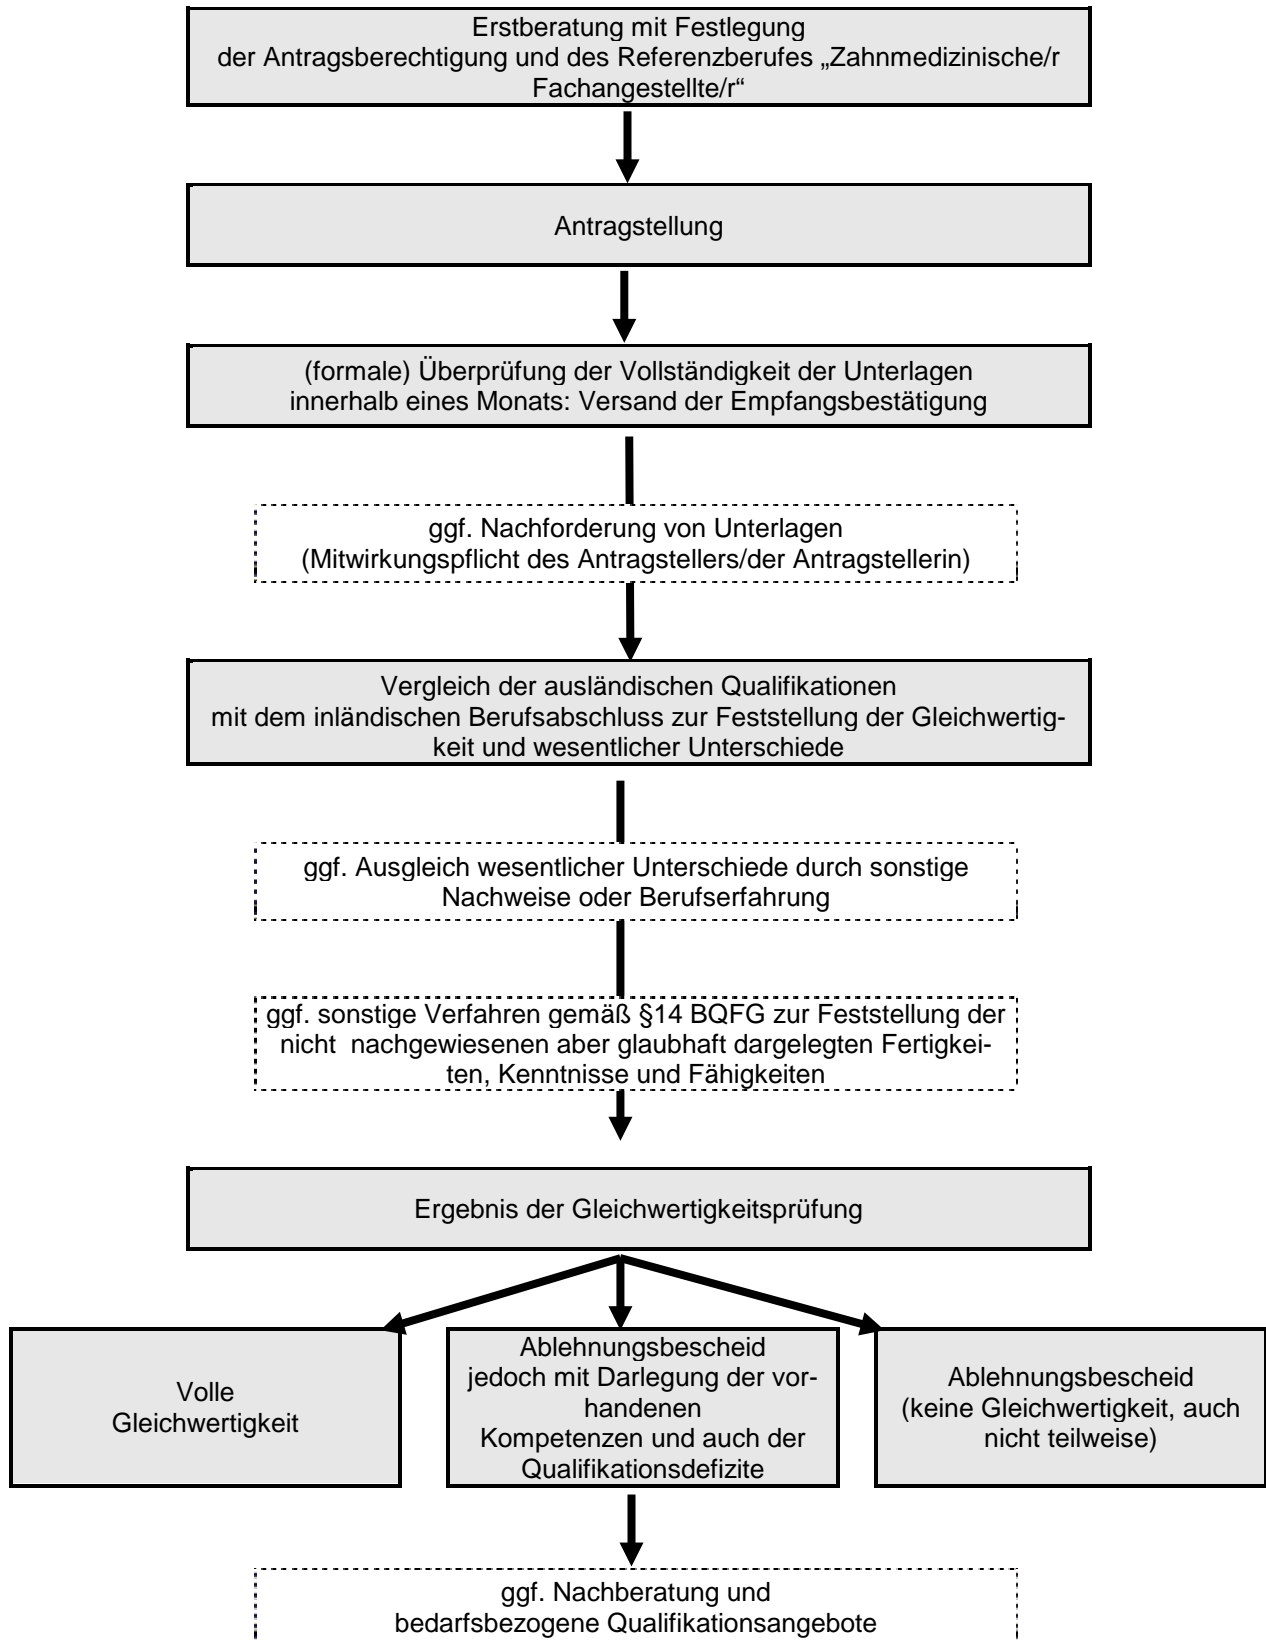 Erstberatung mit Festlegung
der Antragsberechtigung und des Referenzberufes „Zahnmedizinische/r
Fachangestellte/r“
Antragstellung
(formale) Überprüfung der Vollständigkeit der Unterlagen
innerhalb eines Monats: Versand der Empfangsbestätigung
ggf. Nachforderung von Unterlagen
(Mitwirkungspflicht des Antragstellers/der Antragstellerin)
Vergleich der ausländischen Qualifikationen
mit dem inländischen Berufsabschluss zur Feststellung der Gleichwertig-
keit und wesentlicher Unterschiede
ggf. Ausgleich wesentlicher Unterschiede durch sonstige
Nachweise oder Berufserfahrung
ggf. sonstige Verfahren gemäß §14 BQFG zur Feststellung der
nicht  nachgewiesenen aber glaubhaft dargelegten Fertigkei-
ten, Kenntnisse und Fähigkeiten
Ergebnis der Gleichwertigkeitsprüfung
Volle
Gleichwertigkeit
Ablehnungsbescheid
jedoch mit Darlegung der vor-
handenen
Kompetenzen und auch der
Qualifikationsdefizite
Ablehnungsbescheid
(keine Gleichwertigkeit, auch
nicht teilweise)
ggf. Nachberatung und
bedarfsbezogene Qualifikationsangebote